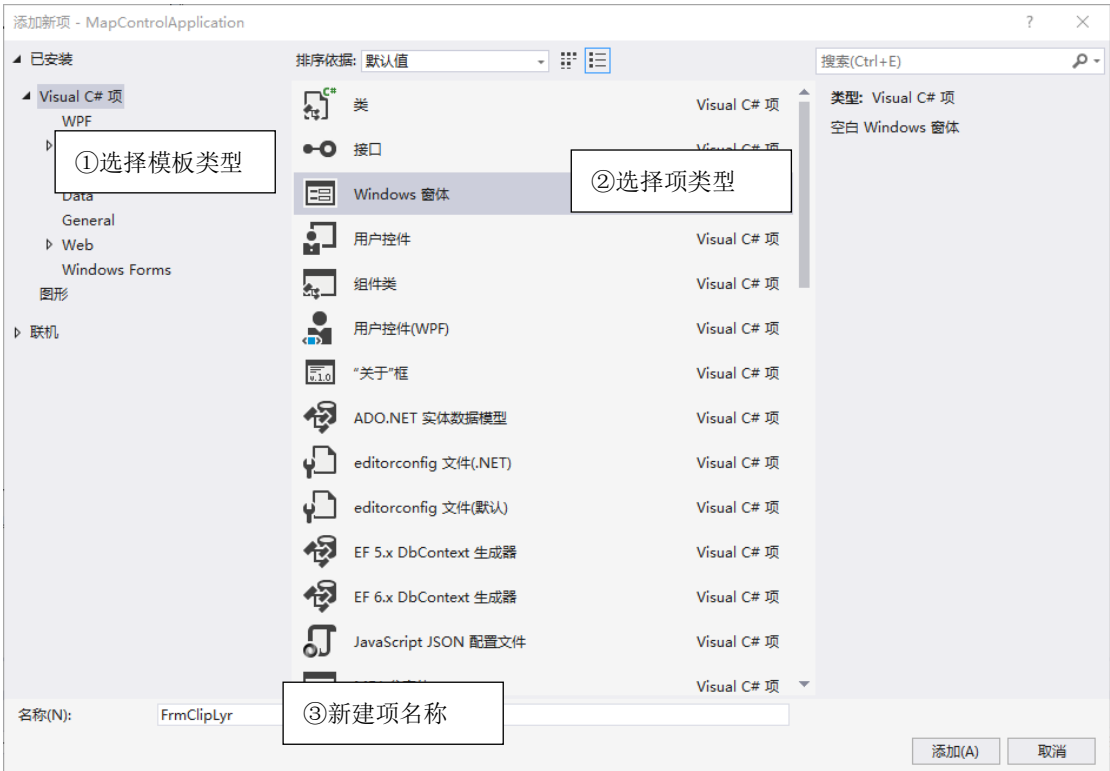 添加新项 - MapControlApplication
?
已安装
排序依据: 默认值
搜索(Ctrl+E)
Visual C# 项
WPF
①选择模板类型
Data
General
Web
Windows Forms
图形
联机
类 Visual C# 项
接口 Visual C# 项
Windows 窗体
②选择项类型
用户控件 Visual C# 项
组件类 Visual C# 项
用户控件(WPF) Visual C# 项
“关于”框 Visual C# 项
ADO.NET 实体数据模型 Visual C# 项
editorconfig 文件(.NET) Visual C# 项
editorconfig 文件(默认) Visual C# 项
EF 5.x DbContext 生成器 Visual C# 项
EF 6.x DbContext 生成器 Visual C# 项
JavaScript JSON 配置文件 Visual C# 项
Visual C# 项
类型: Visual C# 项
空白 Windows 窗体
名称(N): FrmClipLyr
③新建项名称
添加(A) 取消